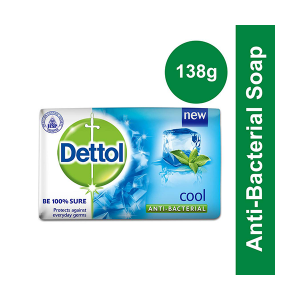 138g
Anti-Bacterial Soap
new
Dettol
cool
ANTI-BACTERIAL
BE 100% SURE
Protects against
everyday germs